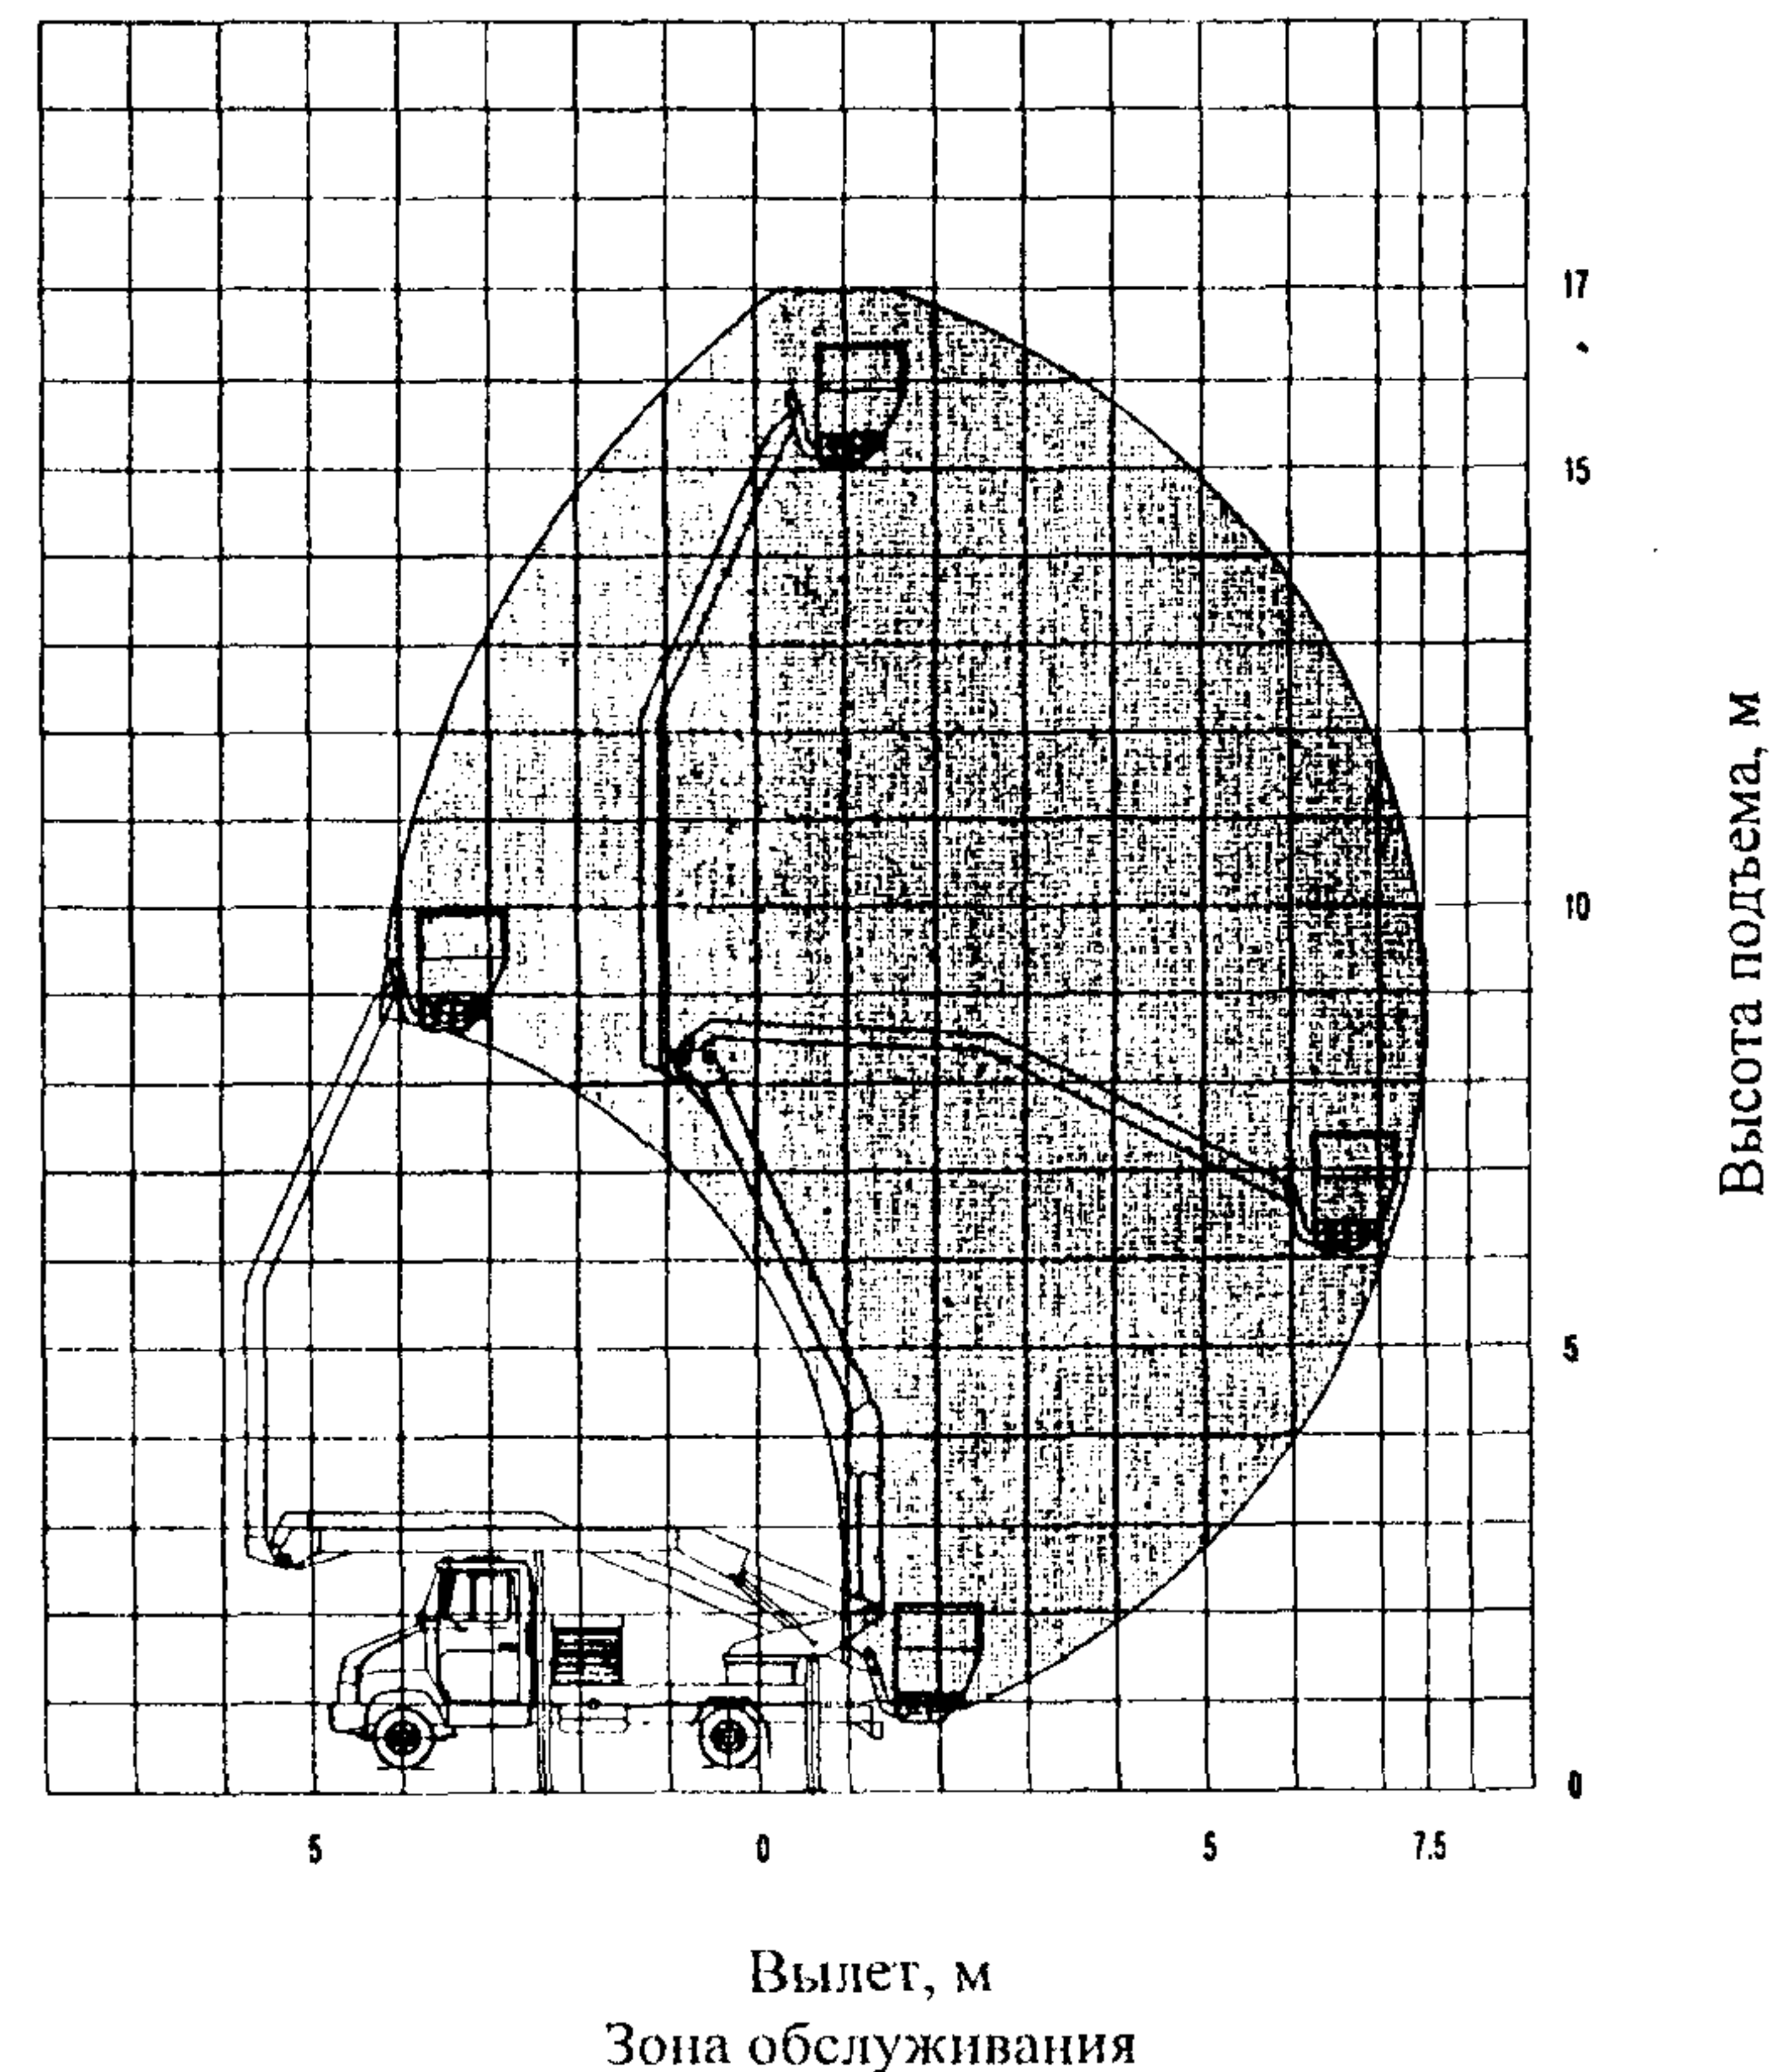 17
15
10
5
0
Высота подъема, м
5 0 5 7.5
Вылет, м
Зона обслуживания